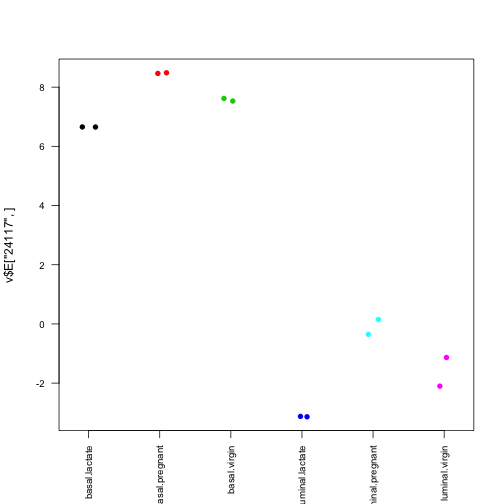 v$E["24117", ]
8
6
4
2
0
-2
basal.lactate
asal.pregnant
basal.virgin
uminal.lactate
ninal.pregnant
luminal.virgin